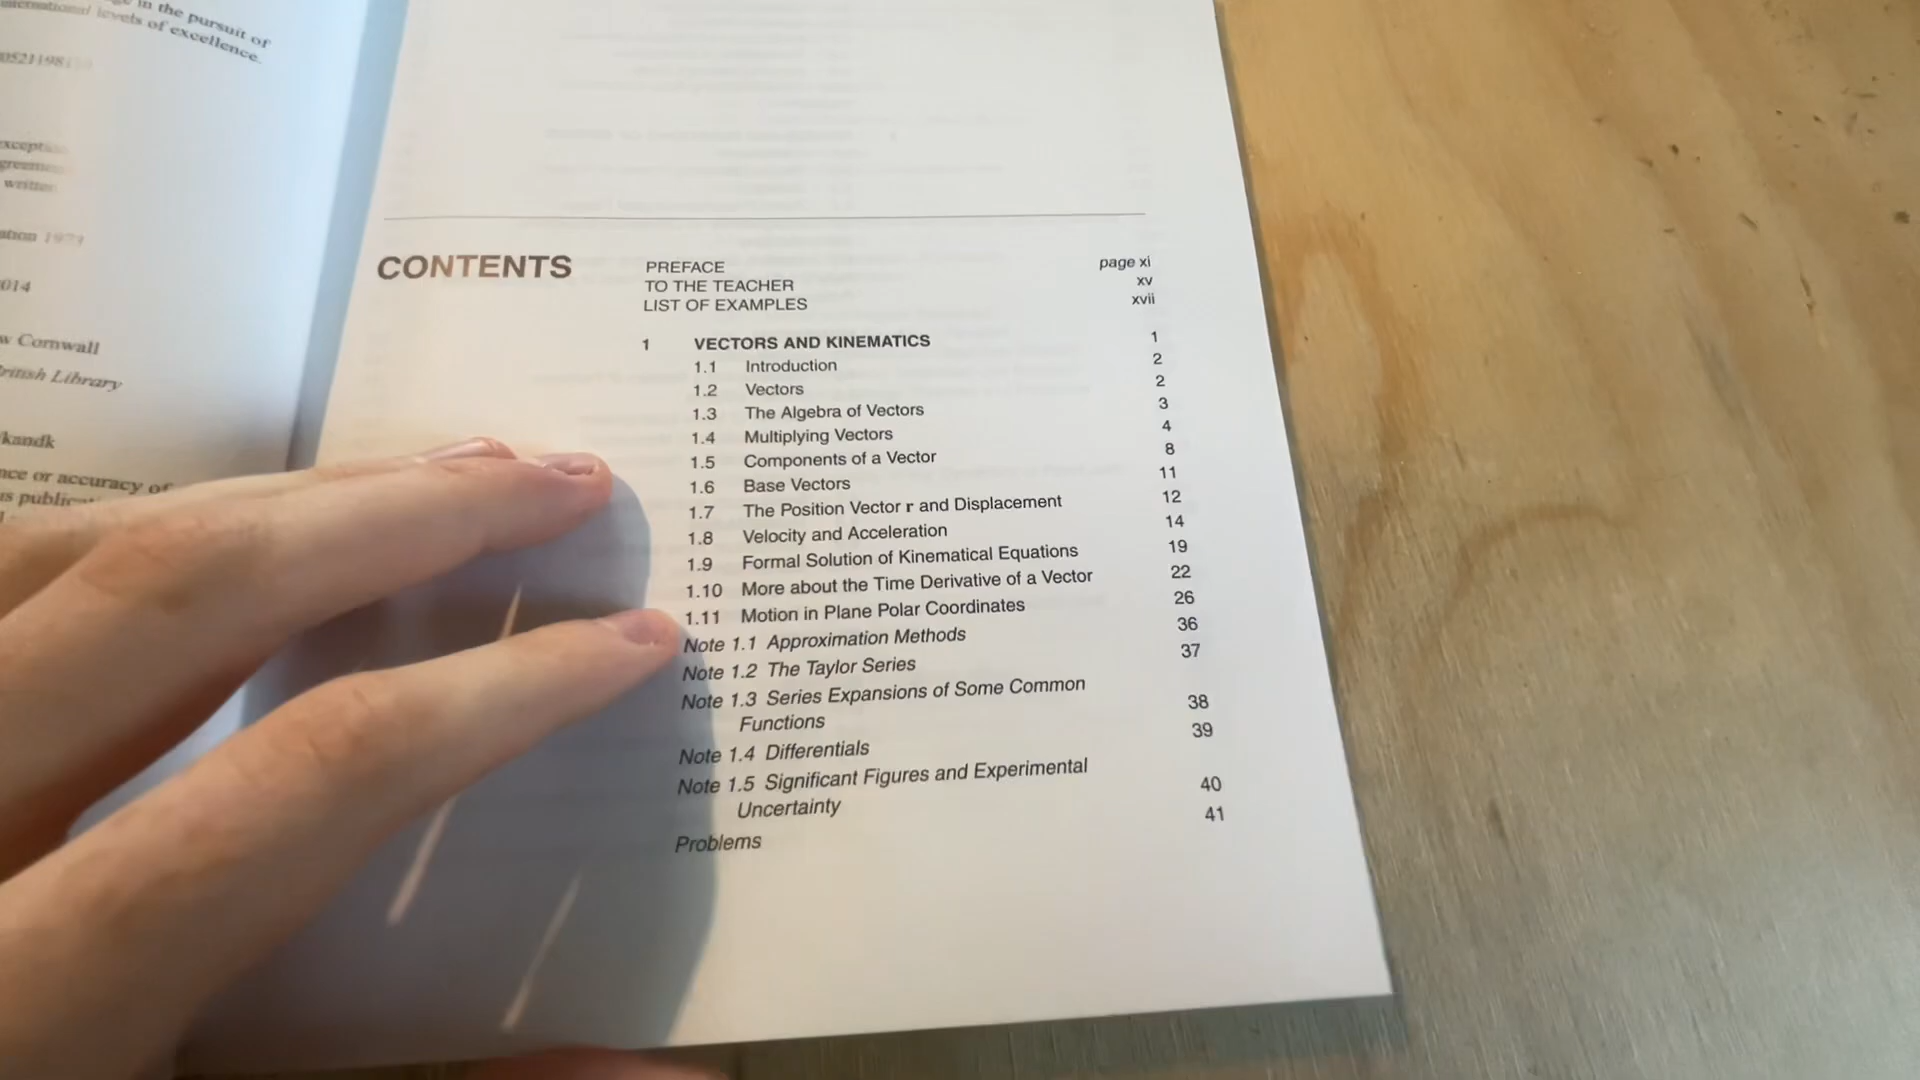 in the pursuit of
international levels of excellence.
exception
written
2014
Cornwall
British Library
/kandk
or accuracy of
CONTENTS
PREFACE page xi
TO THE TEACHER xv
LIST OF EXAMPLES xvii
1 VECTORS AND KINEMATICS 1
1.1 Introduction 2
1.2 Vectors 2
1.3 The Algebra of Vectors 3
1.4 Multiplying Vectors 4
1.5 Components of a Vector 8
1.6 Base Vectors 11
1.7 The Position Vector r and Displacement 12
1.8 Velocity and Acceleration 14
1.9 Formal Solution of Kinematical Equations 19
1.10 More about the Time Derivative of a Vector 22
1.11 Motion in Plane Polar Coordinates 26
Note 1.1 Approximation Methods 36
Note 1.2 The Taylor Series 37
Note 1.3 Series Expansions of Some Common
Functions 38
Note 1.4 Differentials 39
Note 1.5 Significant Figures and Experimental
Uncertainty 40
Problems 41